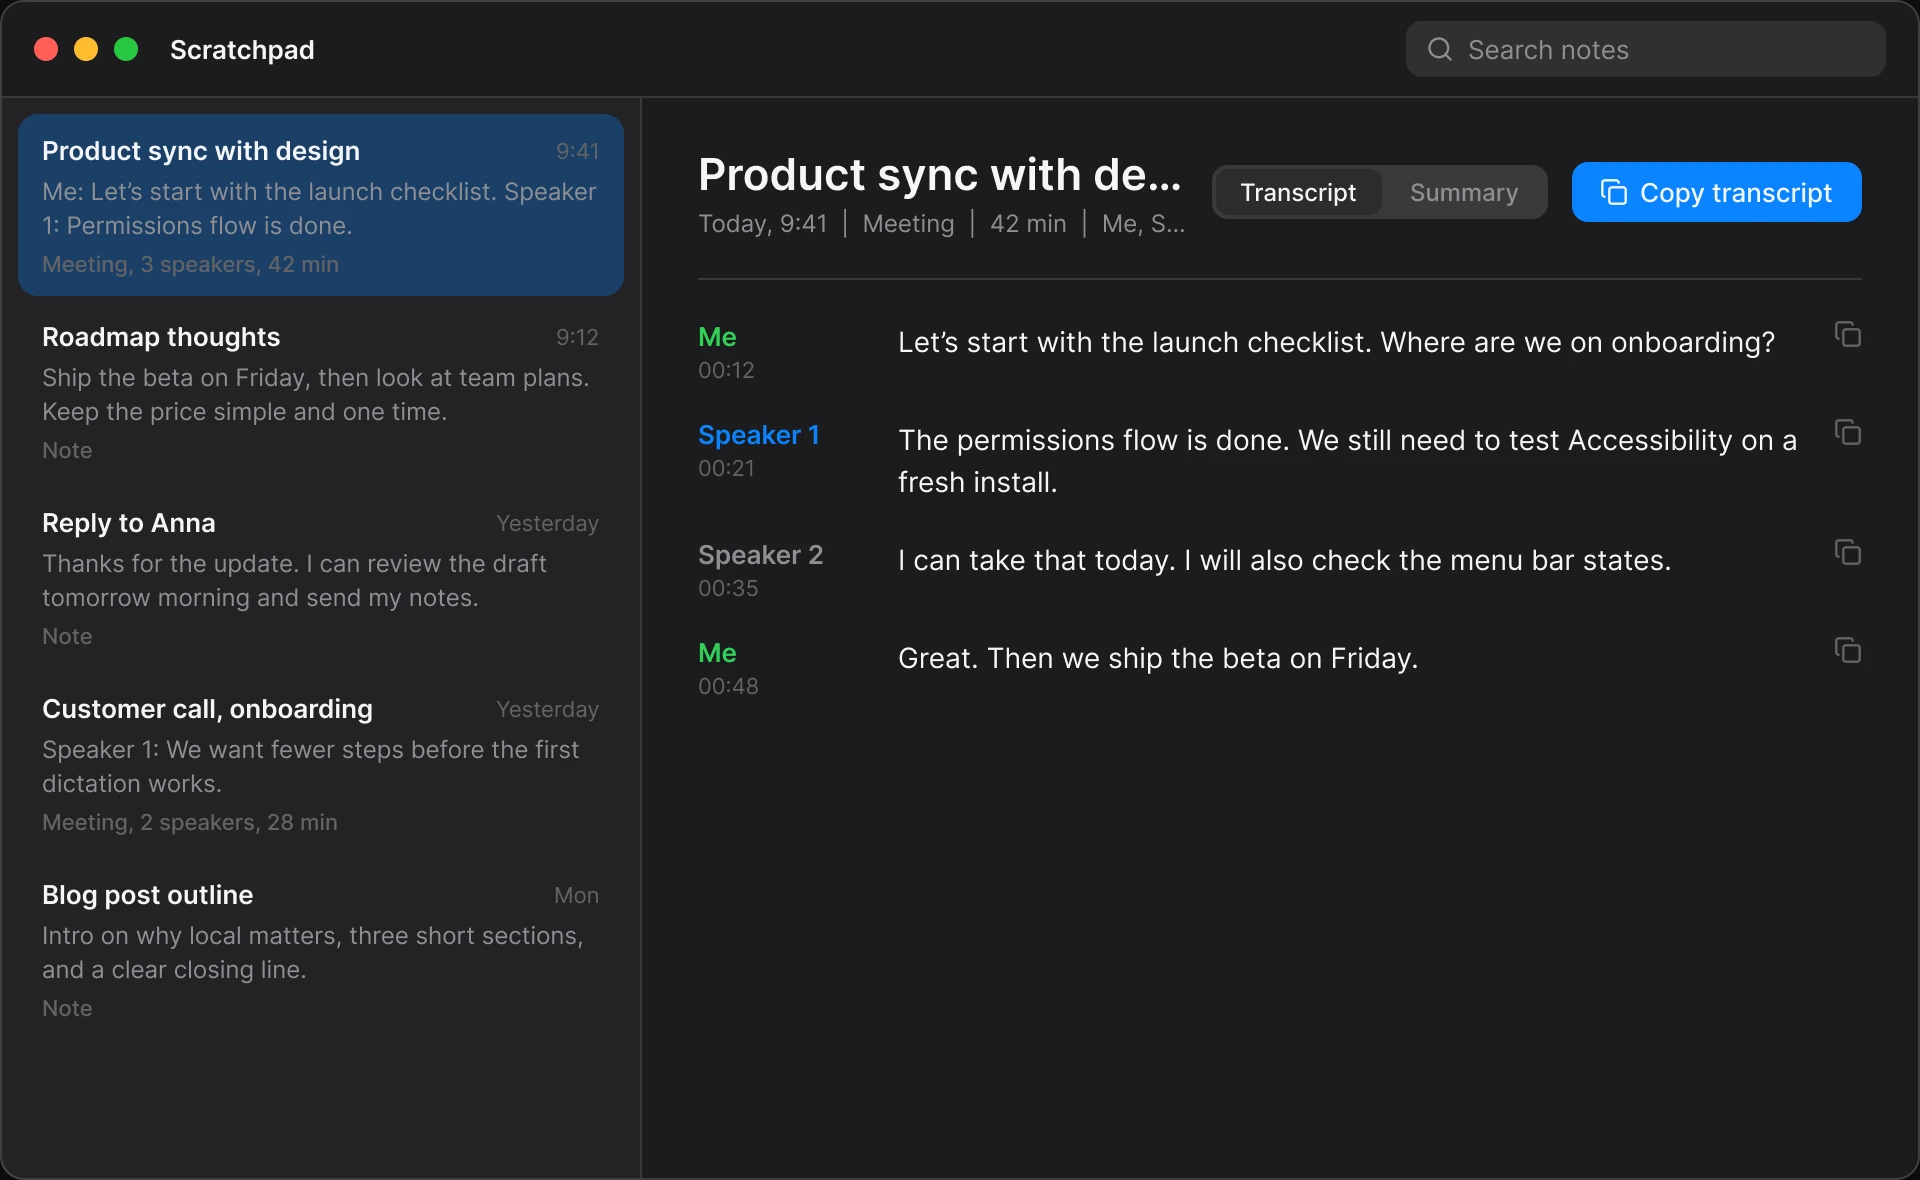 Scratchpad
Search notes
Product sync with design
9:41
Me: Let’s start with the launch checklist. Speaker
1: Permissions flow is done.
Meeting, 3 speakers, 42 min
Roadmap thoughts
9:12
Ship the beta on Friday, then look at team plans.
Keep the price simple and one time.
Note
Reply to Anna
Yesterday
Thanks for the update. I can review the draft
tomorrow morning and send my notes.
Note
Customer call, onboarding
Yesterday
Speaker 1: We want fewer steps before the first
dictation works.
Meeting, 2 speakers, 28 min
Blog post outline
Mon
Intro on why local matters, three short sections,
and a clear closing line.
Note
Product sync with de...
Today, 9:41 | Meeting | 42 min | Me, S...
Transcript
Summary
Copy transcript
Me
00:12
Let’s start with the launch checklist. Where are we on onboarding?
Speaker 1
00:21
The permissions flow is done. We still need to test Accessibility on a
fresh install.
Speaker 2
00:35
I can take that today. I will also check the menu bar states.
Me
00:48
Great. Then we ship the beta on Friday.